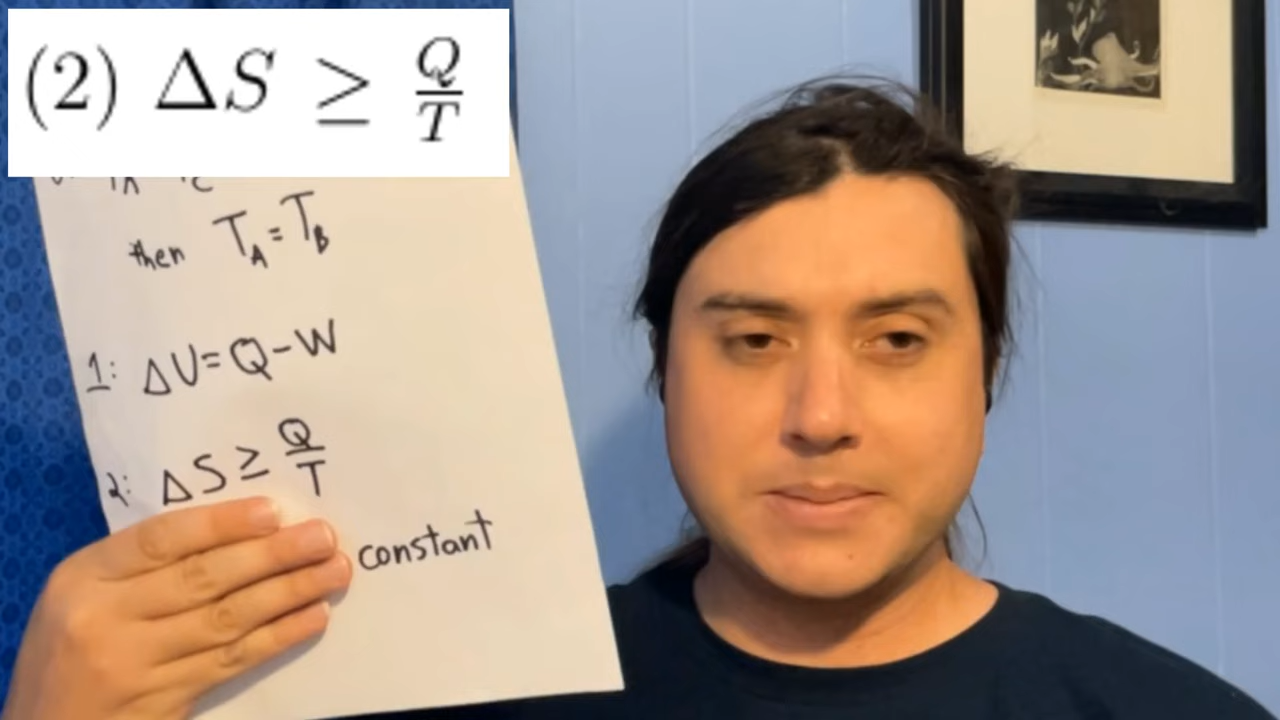 (2) ΔS ≥ Q/T
then T_A = T_B
1: ΔU = Q - W
2: ΔS ≥ Q/T
constant